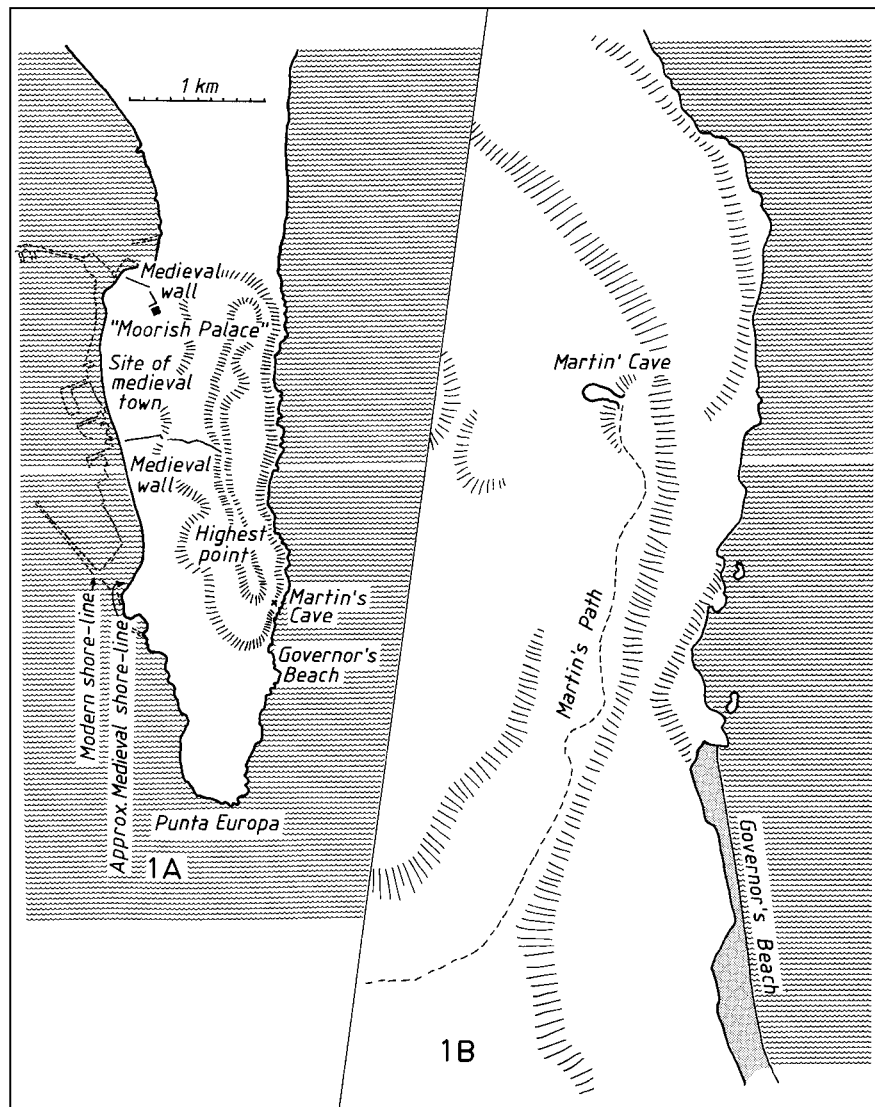 1 km
Medieval
wall
"Moorish Palace"
Site of
medieval
town
Medieval
wall
Highest
point
Martin's
Cave
Governor's
Beach
Modern shore-line
Approx. Medieval shore-line
Punta Europa
1A
Martin' Cave
Martin's Path
Governor's Beach
1B